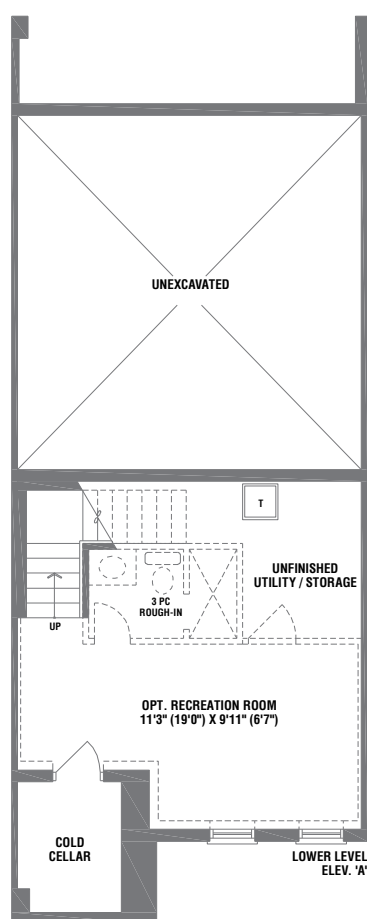 UNEXCAVATED
T
UNFINISHED
UTILITY / STORAGE
3 PC
ROUGH-IN
UP
OPT. RECREATION ROOM
11'3" (19'0") X 9'11" (6'7")
COLD
CELLAR
LOWER LEVEL
ELEV. 'A'